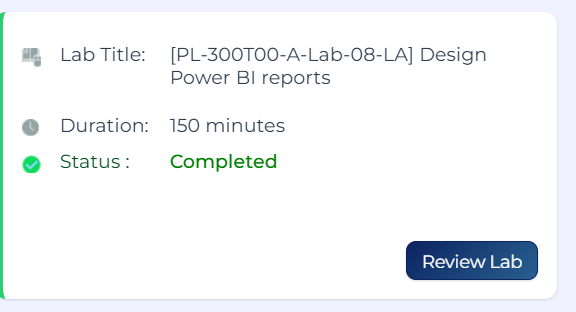 Lab Title: [PL-300T00-A-Lab-08-LA] Design
Power BI reports
Duration: 150 minutes
Status : Completed
Review Lab